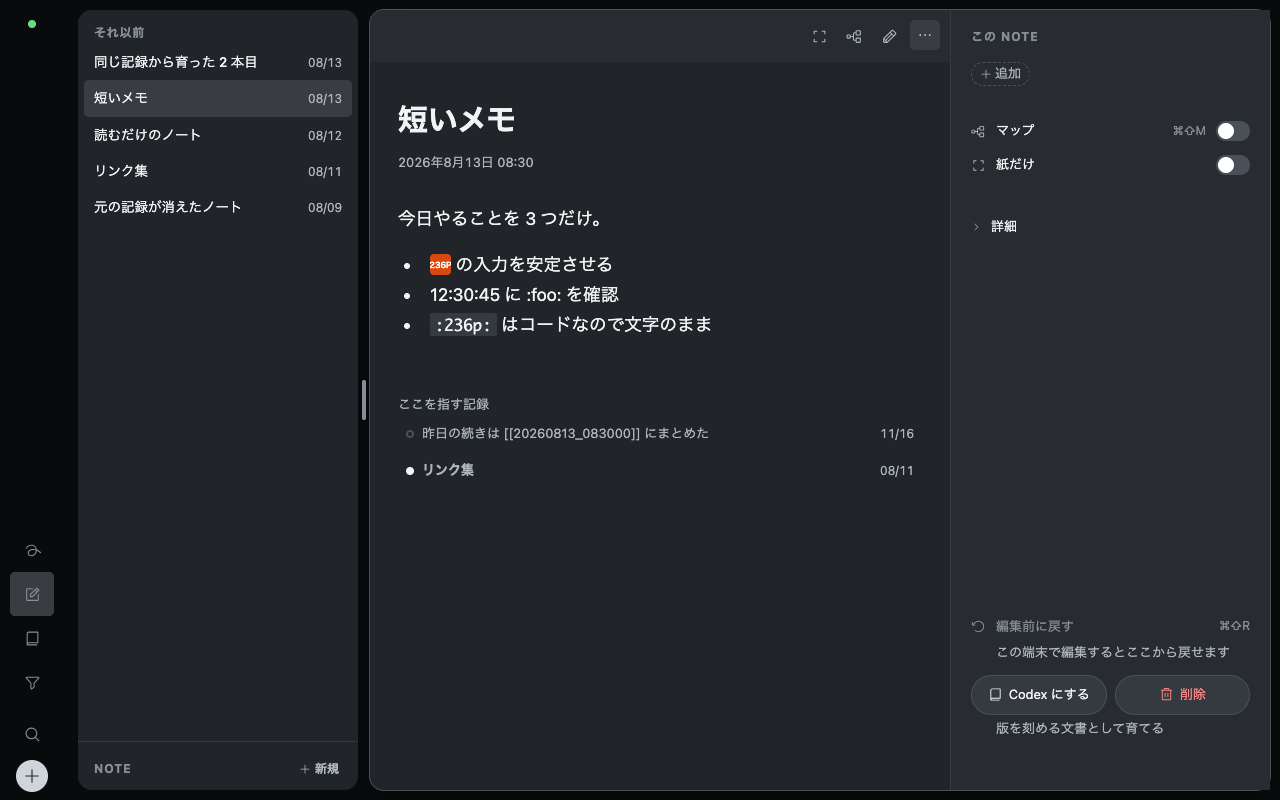 それ以前
同じ記録から育った 2 本目 08/13
短いメモ 08/13
読むだけのノート 08/12
リンク集 08/11
元の記録が消えたノート 08/09
NOTE
新規
短いメモ
2026年8月13日 08:30
今日やることを 3 つだけ。
236P の入力を安定させる
12:30:45 に :foo: を確認
:236p: はコードなので文字のまま
ここを指す記録
昨日の続きは [[20260813_083000]] にまとめた 11/16
リンク集 08/11
この NOTE
追加
マップ ⌘⇧M
紙だけ
詳細
編集前に戻す ⌘⇧R
この端末で編集するとここから戻せます
Codex にする
削除
版を刻める文書として育てる